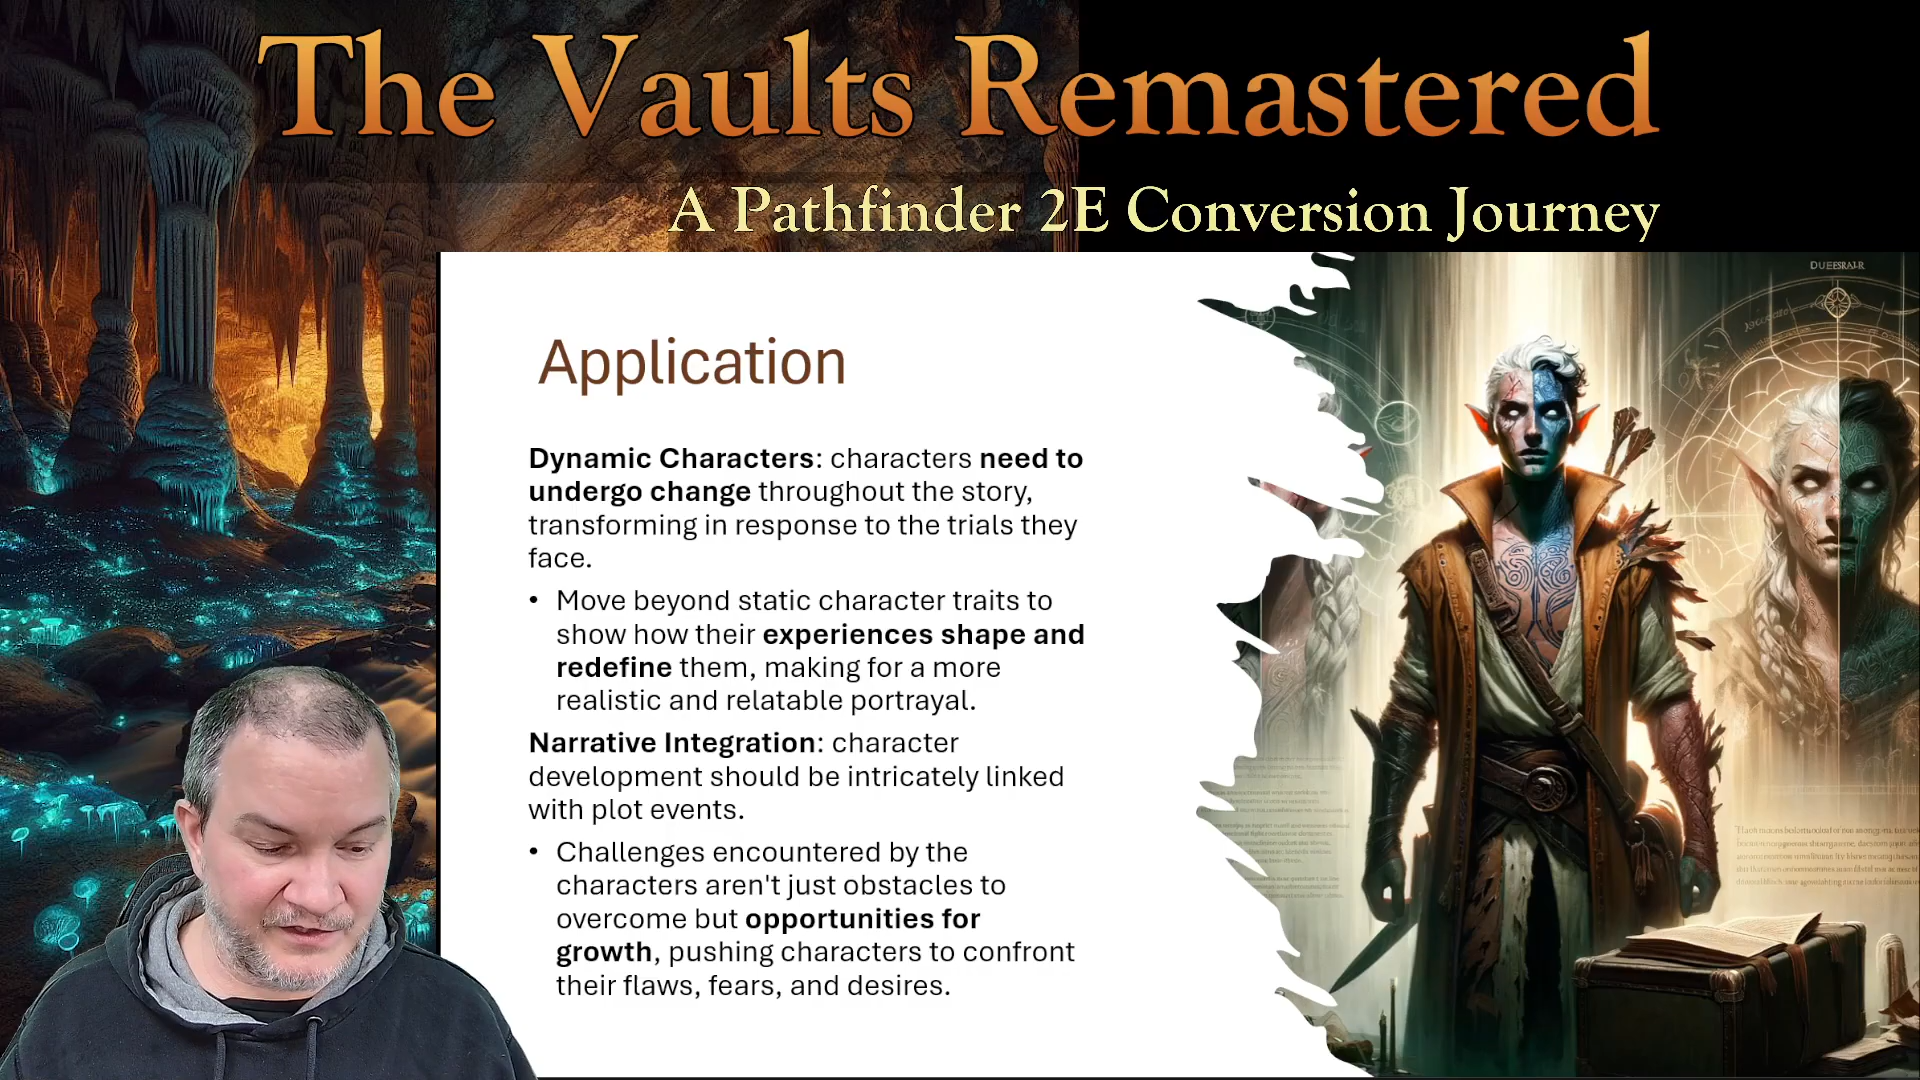 The Vaults Remastered
A Pathfinder 2E Conversion Journey
DUEESRALR
Application
Dynamic Characters: characters need to
undergo change throughout the story,
transforming in response to the trials they
face.
• Move beyond static character traits to
show how their experiences shape and
redefine them, making for a more
realistic and relatable portrayal.
Narrative Integration: character
development should be intricately linked
with plot events.
• Challenges encountered by the
characters aren't just obstacles to
overcome but opportunities for
growth, pushing characters to confront
their flaws, fears, and desires.